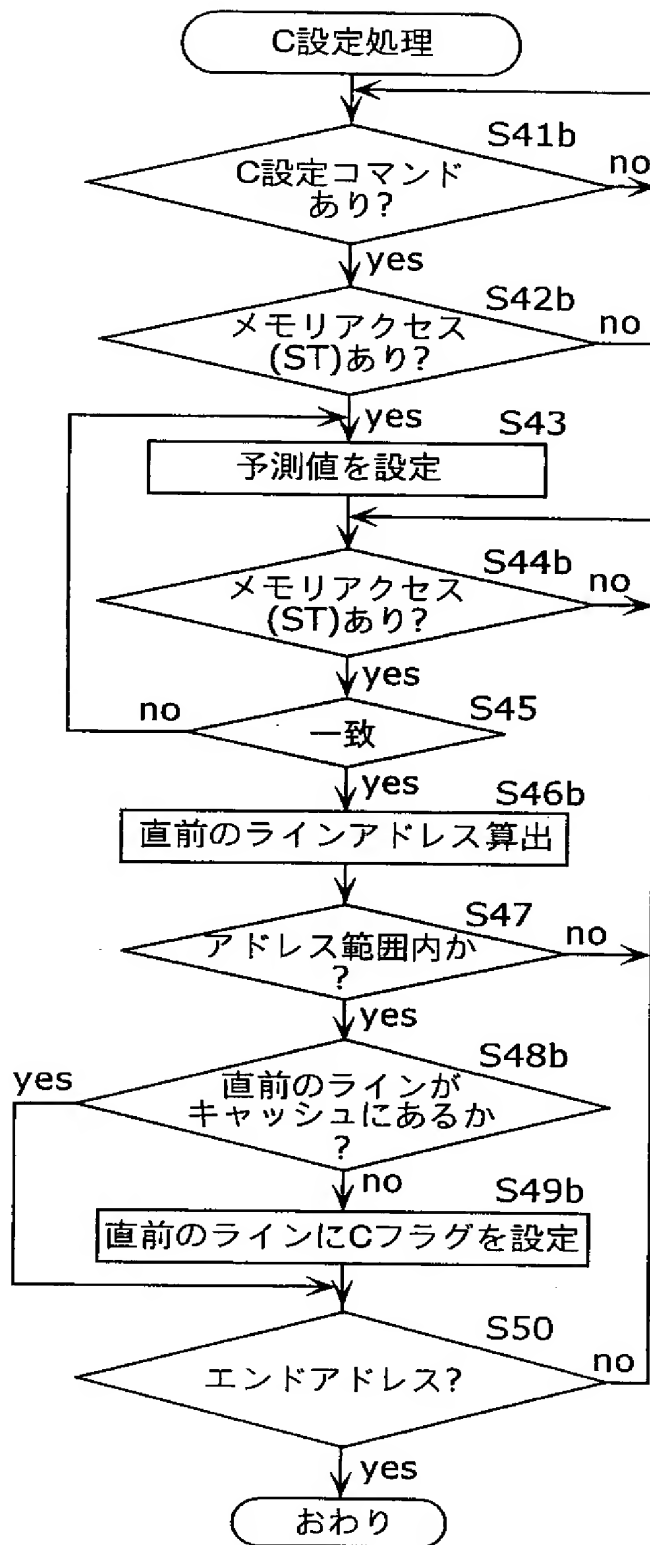 C設定処理
S41b
C設定コマンド
あり?
no
yes
S42b
メモリアクセス
(ST)あり?
no
yes
S43
予測値を設定
S44b
メモリアクセス
(ST)あり?
no
yes
S45
一致
no
yes
S46b
直前のラインアドレス算出
S47
アドレス範囲内か
?
no
yes
S48b
直前のラインが
キャッシュにあるか
?
yes
no
S49b
直前のラインにCフラグを設定
S50
エンドアドレス?
no
yes
おわり